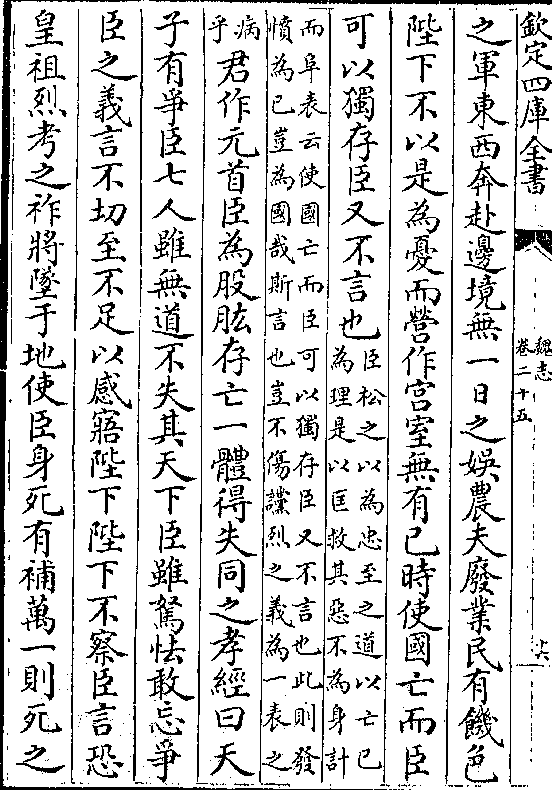 欽定四庫全書
魏志
卷二十五
十六
之軍東西奔赴邊境無一日之娛農夫廢業民有饑色
陛下不以是為憂而營作宮室無有已時使國亡而臣
可以獨存臣又不言也
臣松之以為忠至之道以亡已
為理是以匡救其惡不為身計
而阜表云使國亡而臣可以獨存臣又不言也此則發
憤為已豈為國哉斯言也豈不傷讜烈之義為一表之
病
乎
君作元首臣為股肱存亡一體得失同之孝經曰天
子有爭臣七人雖無道不失其天下臣雖駑怯敢忘爭
臣之義言不切至不足以感寤陛下陛下不察臣言恐
皇祖烈考之祚將墜于地使臣身死有補萬一則死之